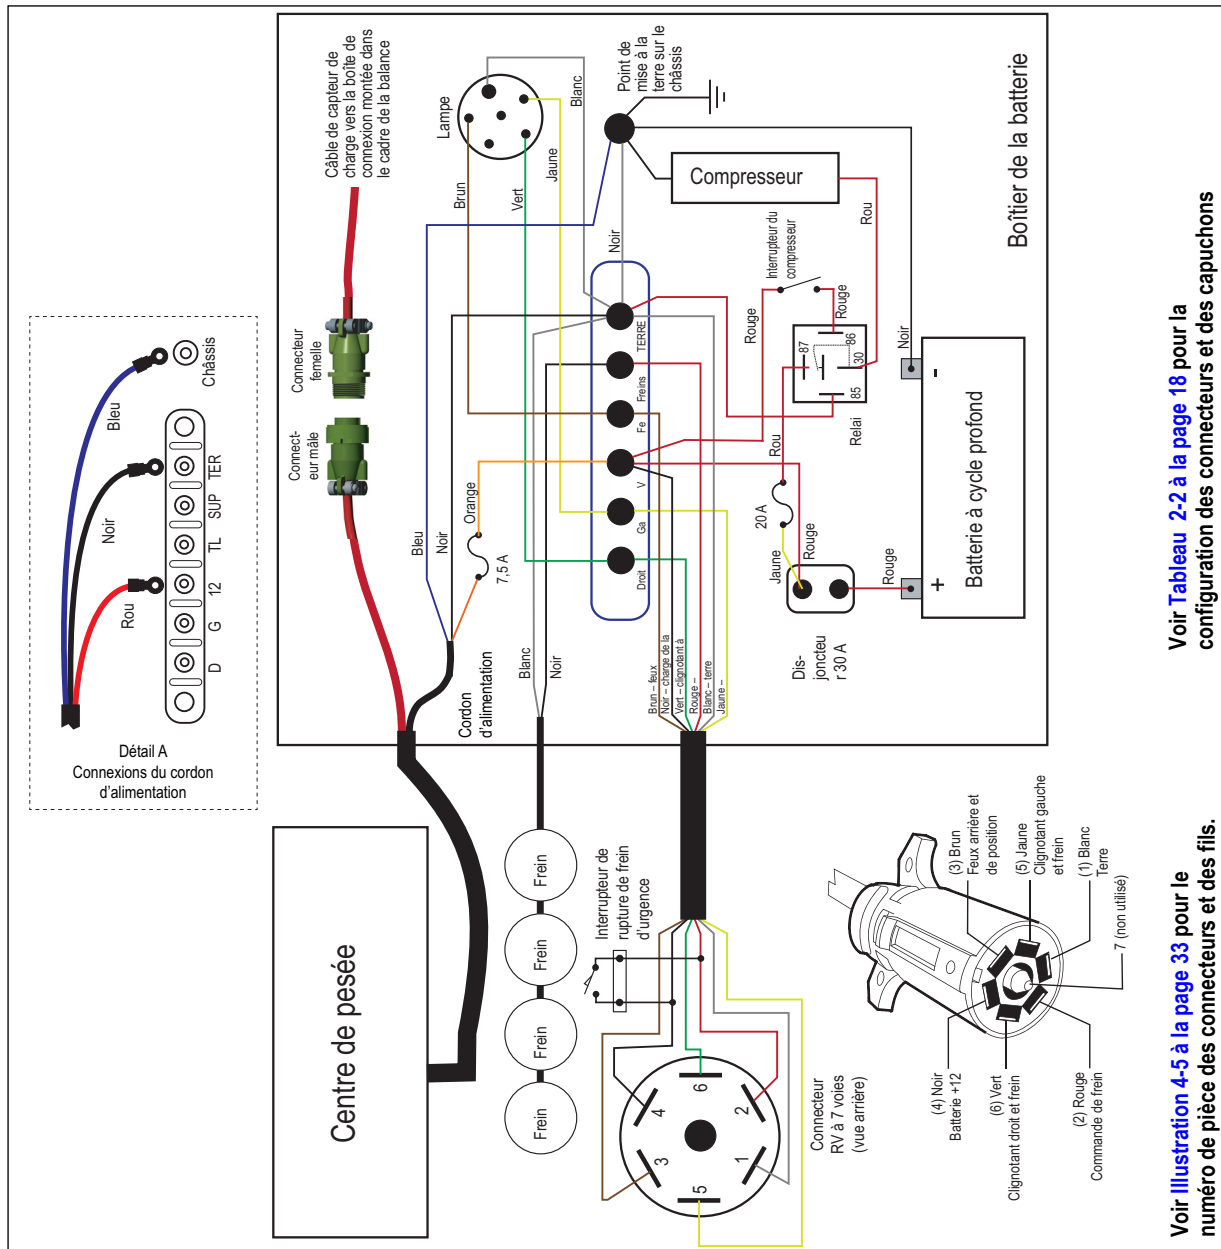 Détail A
Connexions du cordon
d'alimentation
Bleu
Noir
Rou
Châssis
TER
SUP
TL
12
G
D
Câble de capteur de
charge vers la boîte de
connexion montée dans
le cadre de la balance
Connecteur
femelle
Connect-
eur mâle
Lampe
Blanc
Brun
Vert
Jaune
Point de
mise à la
terre sur le
châssis
Boîtier de la batterie
Compresseur
Rou
Noir
Interrupteur du
compresseur
Rouge
Rouge
87
86
30
85
Relai
Noir
TERRE
Freins
Fe
V
Ga
Droit
Bleu
Noir
Orange
7,5 A
Rou
20 A
Jaune
Rouge
Rouge
Batterie à cycle profond
-
+
Dis-
joncteu
r 30 A
Cordon
d'alimentation
Blanc
Noir
Brun – feux
Noir – charge de la
Vert – clignotant à
Rouge –
Blanc – terre
Jaune –
Centre de pesée
Frein
Frein
Frein
Frein
Interrupteur de
rupture de frein
d'urgence
4
6
2
3
5
1
Connecteur
RV à 7 voies
(vue arrière)
(3) Brun
Feux arrière et
de position
(5) Jaune
Clignotant gauche
et frein
(1) Blanc
Terre
7 (non utilisé)
(4) Noir
Batterie +12
(6) Vert
Clignotant droit et frein
(2) Rouge
Commande de frein
Voir Illustration 4-5 à la page 33 pour le
numéro de pièce des connecteurs et des fils.
Voir Tableau 2-2 à la page 18 pour la
configuration des connecteurs et des capuchons